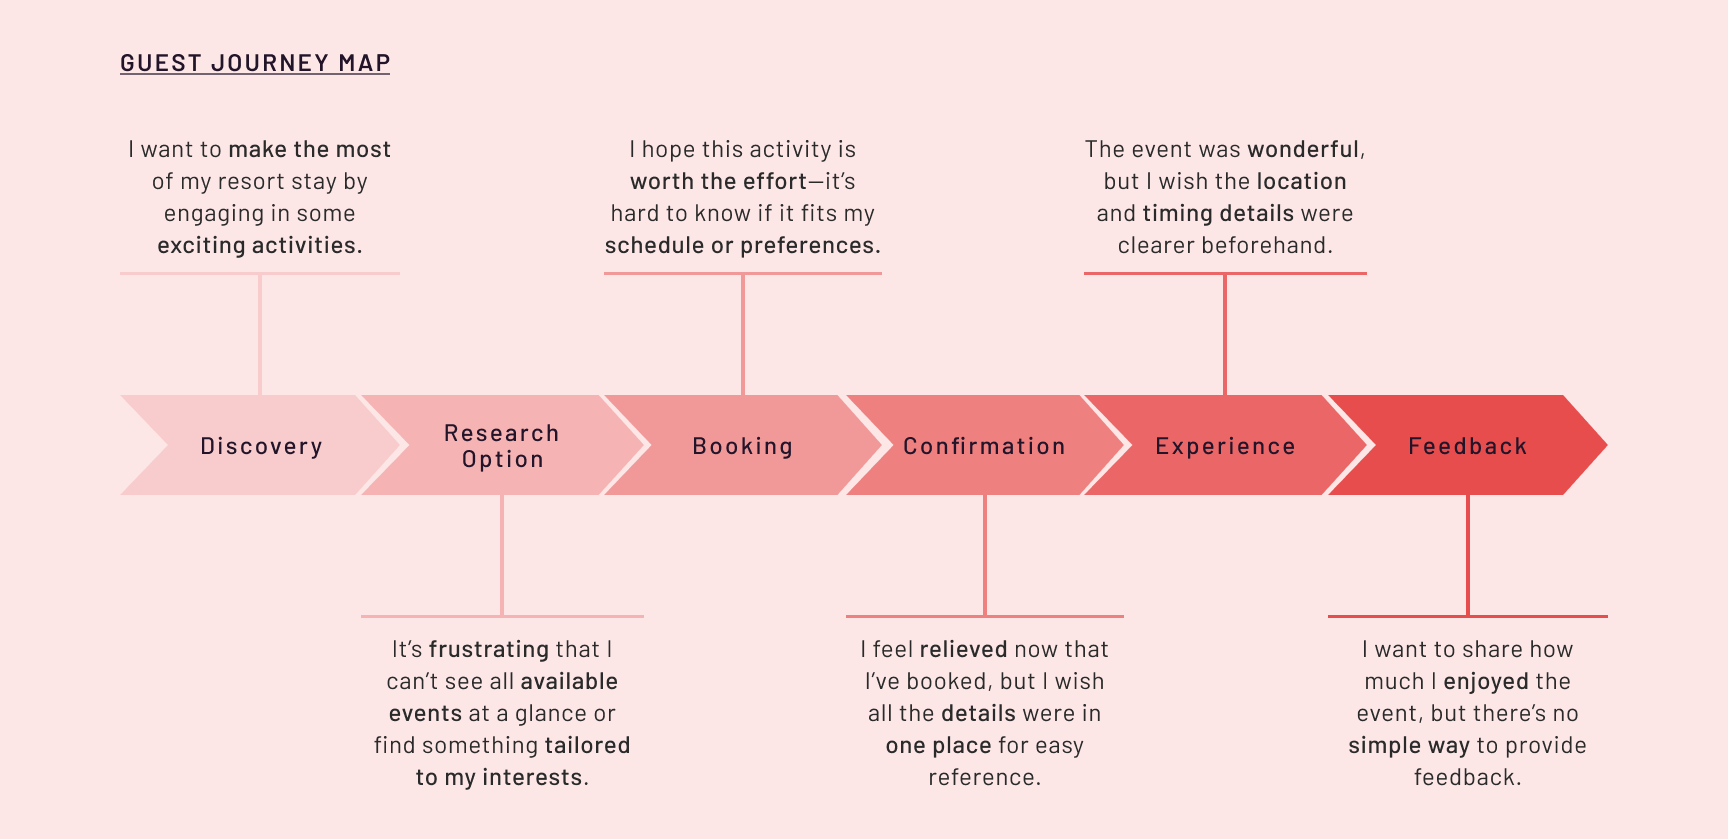 GUEST JOURNEY MAP
I want to make the most
of my resort stay by
engaging in some
exciting activities.
I hope this activity is
worth the effort—it’s
hard to know if it fits my
schedule or preferences.
The event was wonderful,
but I wish the location
and timing details were
clearer beforehand.
Discovery
Research
Option
Booking
Confirmation
Experience
Feedback
It’s frustrating that I
can’t see all available
events at a glance or
find something tailored
to my interests.
I feel relieved now that
I’ve booked, but I wish
all the details were in
one place for easy
reference.
I want to share how
much I enjoyed the
event, but there’s no
simple way to provide
feedback.